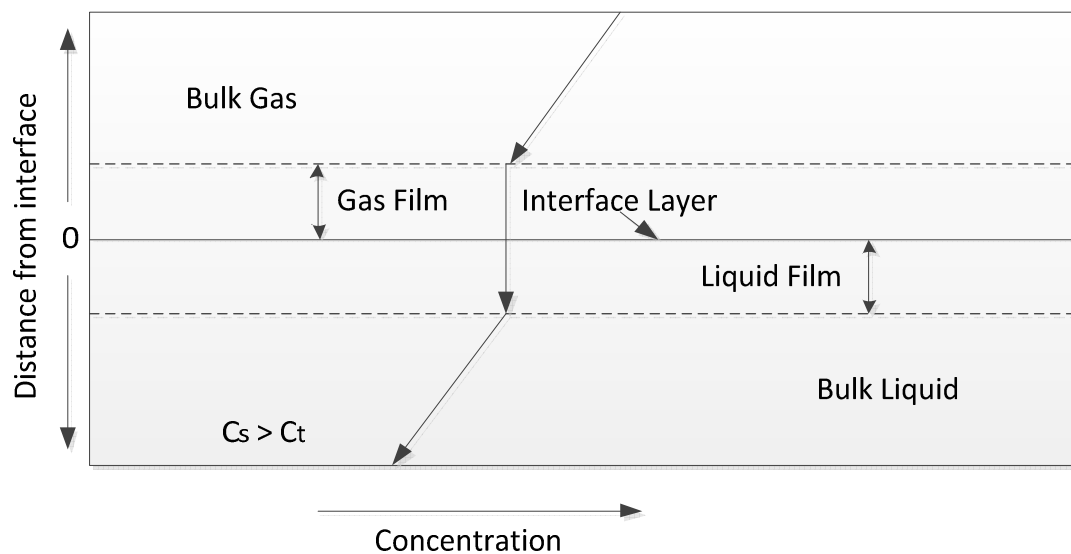 Bulk Gas
Distance from interface
Gas Film
Interface Layer
0
Liquid Film
Bulk Liquid
Cs > Ct
Concentration